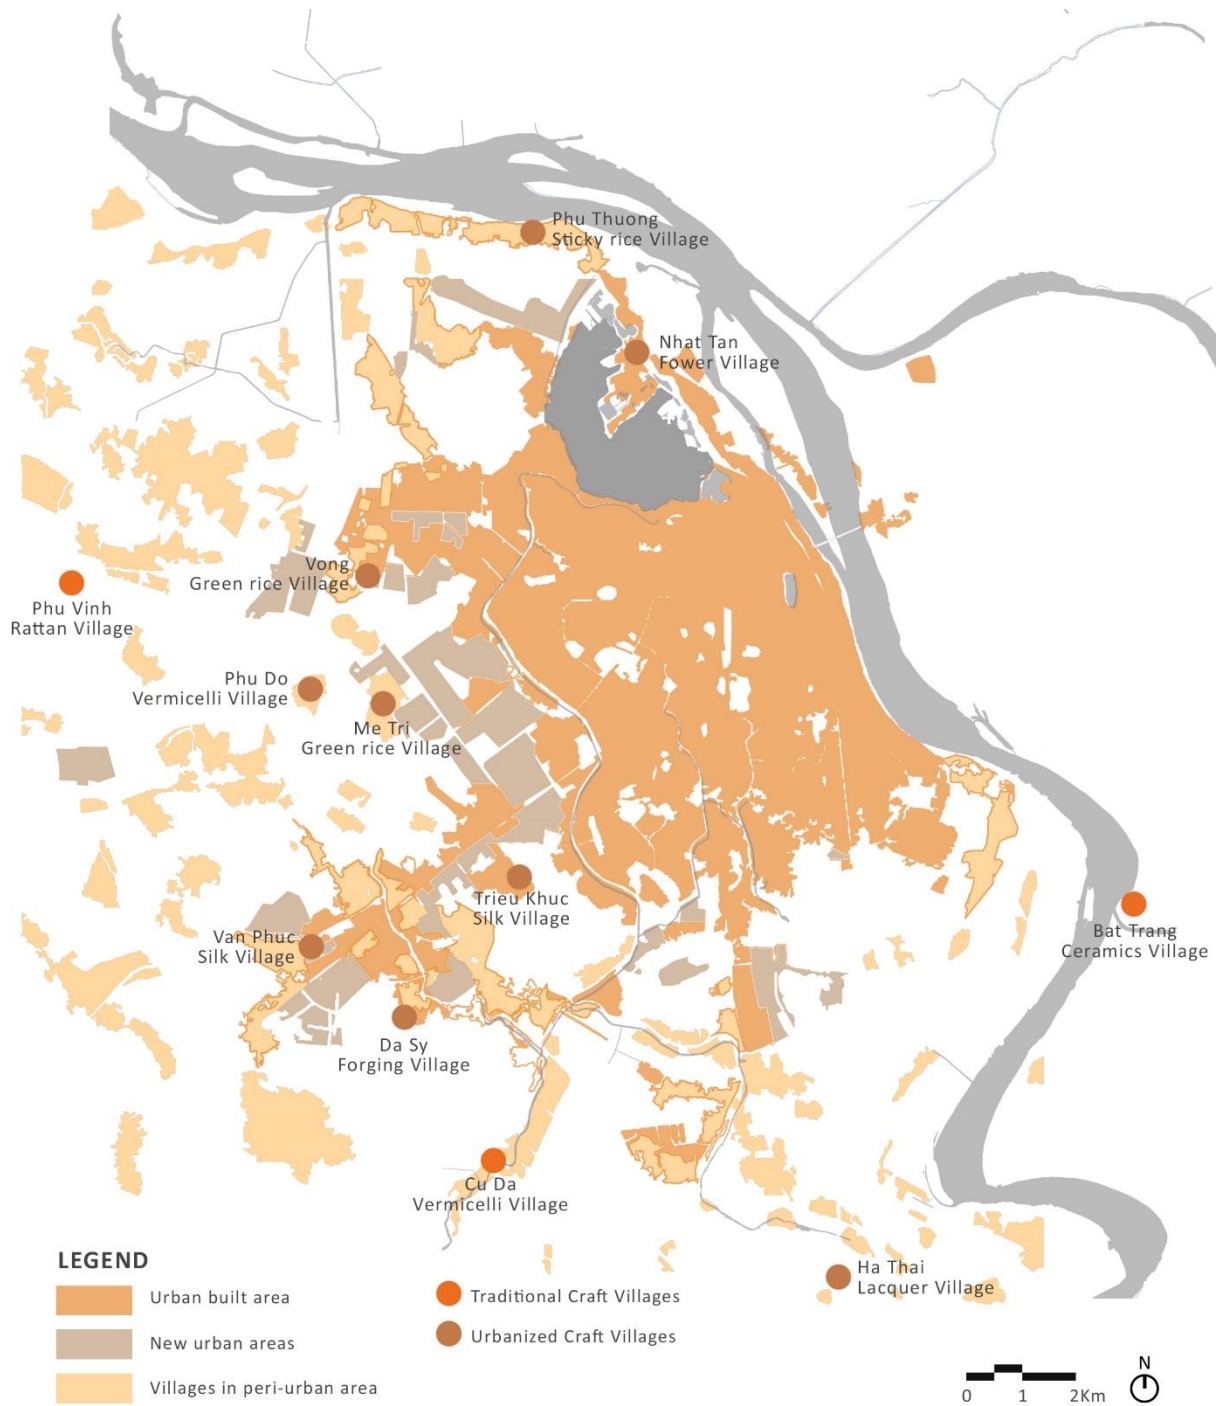 Phu Thuong
Sticky rice Village
Nhat Tan
Fower Village
Vong
Green rice Village
Phu Vinh
Rattan Village
Phu Do
Vermicelli Village
Me Tri
Green rice Village
Trieu Khuc
Silk Village
Van Phuc
Silk Village
Bat Trang
Ceramics Village
Da Sy
Forging Village
Cu Da
Vermicelli Village
Ha Thai
Lacquer Village
LEGEND
Urban built area
New urban areas
Villages in peri-urban area
Traditional Craft Villages
Urbanized Craft Villages
N
0 1 2Km